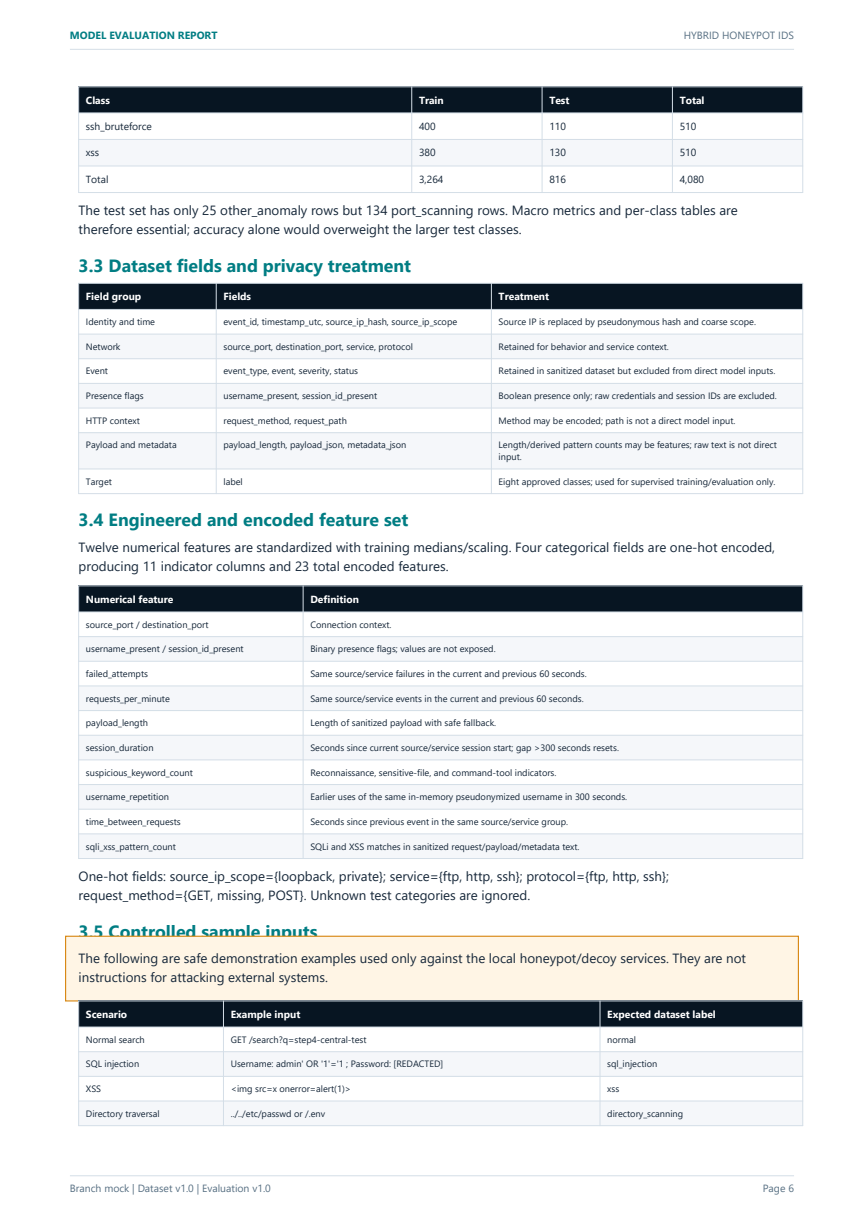 MODEL EVALUATION REPORT HYBRID HONEYPOT IDS
Class Train Test Total
ssh_bruteforce 400 110 510
xss 380 130 510
Total 3,264 816 4,080
The test set has only 25 other_anomaly rows but 134 port_scanning rows. Macro metrics and per-class tables are
therefore essential; accuracy alone would overweight the larger test classes.
3.3 Dataset fields and privacy treatment
Field group Fields Treatment
Identity and time event_id, timestamp_utc, source_ip_hash, source_ip_scope Source IP is replaced by pseudonymous hash and coarse scope.
Network source_port, destination_port, service, protocol Retained for behavior and service context.
Event event_type, event, severity, status Retained in sanitized dataset but excluded from direct model inputs.
Presence flags username_present, session_id_present Boolean presence only; raw credentials and session IDs are excluded.
HTTP context request_method, request_path Method may be encoded; path is not a direct model input.
Payload and metadata payload_length, payload_json, metadata_json Length/derived pattern counts may be features; raw text is not direct
input.
Target label Eight approved classes; used for supervised training/evaluation only.
3.4 Engineered and encoded feature set
Twelve numerical features are standardized with training medians/scaling. Four categorical fields are one-hot encoded,
producing 11 indicator columns and 23 total encoded features.
Numerical feature Definition
source_port / destination_port Connection context.
username_present / session_id_present Binary presence flags; values are not exposed.
failed_attempts Same source/service failures in the current and previous 60 seconds.
requests_per_minute Same source/service events in the current and previous 60 seconds.
payload_length Length of sanitized payload with safe fallback.
session_duration Seconds since current source/service session start; gap >300 seconds resets.
suspicious_keyword_count Reconnaissance, sensitive-file, and command-tool indicators.
username_repetition Earlier uses of the same in-memory pseudonymized username in 300 seconds.
time_between_requests Seconds since previous event in the same source/service group.
sqli_xss_pattern_count SQLi and XSS matches in sanitized request/payload/metadata text.
One-hot fields: source_ip_scope={loopback, private}; service={ftp, http, ssh}; protocol={ftp, http, ssh};
request_method={GET, missing, POST}. Unknown test categories are ignored.
3.5 Controlled sample inputs
The following are safe demonstration examples used only against the local honeypot/decoy services. They are not
instructions for attacking external systems.
Scenario Example input Expected dataset label
Normal search GET /search?q=step4-central-test normal
SQL injection Username: admin' OR '1'='1 ; Password: [REDACTED] sql_injection
XSS <img src=x onerror=alert(1)> xss
Directory traversal ../../etc/passwd or /.env directory_scanning
Branch mock | Dataset v1.0 | Evaluation v1.0 Page 6